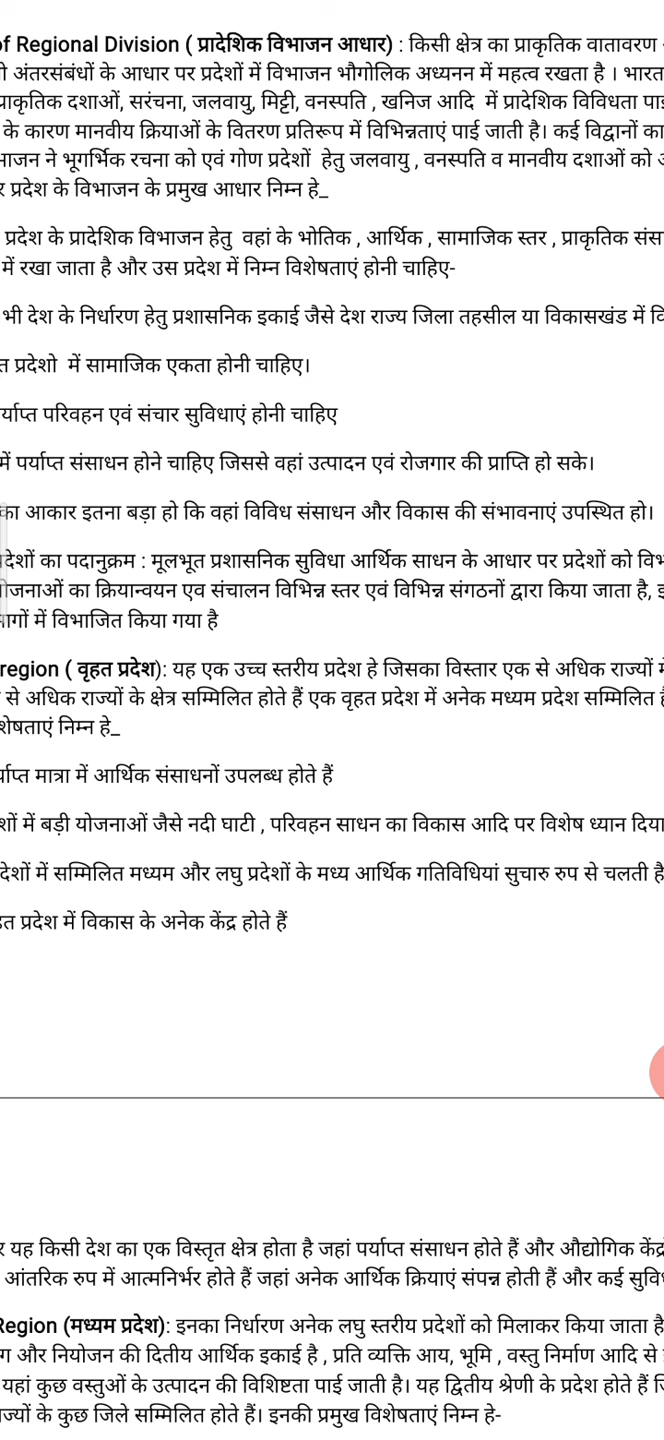 of Regional Division ( प्रादेशिक विभाजन आधार) : किसी क्षेत्र का प्राकृतिक वातावरण
अंतरसंबंधों के आधार पर प्रदेशों में विभाजन भौगोलिक अध्यनन में महत्व रखता है । भारत
प्राकृतिक दशाओं, सरंचना, जलवायु, मिट्टी, वनस्पति , खनिज आदि में प्रादेशिक विविधता
के कारण मानवीय क्रियाओं के वितरण प्रतिरूप में विभिन्नताएं पाई जाती है। कई विद्वानों
ने भूगर्भिक रचना को एवं गोण प्रदेशों हेतु जलवायु , वनस्पति व मानवीय दशाओं को
प्रदेश के विभाजन के प्रमुख आधार निम्न हे_
प्रदेश के प्रादेशिक विभाजन हेतु वहां के भोतिक , आर्थिक , सामाजिक स्तर , प्राकृतिक
में रखा जाता है और उस प्रदेश में निम्न विशेषताएं होनी चाहिए-
भी देश के निर्धारण हेतु प्रशासनिक इकाई जैसे देश राज्य जिला तहसील या विकासखंड में
प्रदेशो में सामाजिक एकता होनी चाहिए।
पर्याप्त परिवहन एवं संचार सुविधाएं होनी चाहिए
में पर्याप्त संसाधन होने चाहिए जिससे वहां उत्पादन एवं रोजगार की प्राप्ति हो सके।
का आकार इतना बड़ा हो कि वहां विविध संसाधन और विकास की संभावनाएं उपस्थित हो।
प्रदेशों का पदानुक्रम : मूलभूत प्रशासनिक सुविधा आर्थिक साधन के आधार पर प्रदेशों को
योजनाओं का क्रियान्वयन एव संचालन विभिन्न स्तर एवं विभिन्न संगठनों द्वारा किया जाता है,
भागों में विभाजित किया गया है
region ( वृहत प्रदेश): यह एक उच्च स्तरीय प्रदेश हे जिसका विस्तार एक से अधिक राज्यों
से अधिक राज्यों के क्षेत्र सम्मिलित होते हैं एक वृहत प्रदेश में अनेक मध्यम प्रदेश सम्मिलित
निम्न हे_
मात्रा में आर्थिक संसाधनों उपलब्ध होते हैं
में बड़ी योजनाओं जैसे नदी घाटी , परिवहन साधन का विकास आदि पर विशेष ध्यान दिया
में सम्मिलित मध्यम और लघु प्रदेशों के मध्य आर्थिक गतिविधियां सुचारु रुप से चलती है
प्रदेश में विकास के अनेक केंद्र होते हैं
यह किसी देश का एक विस्तृत क्षेत्र होता है जहां पर्याप्त संसाधन होते हैं और औद्योगिक
आंतरिक रुप में आत्मनिर्भर होते हैं जहां अनेक आर्थिक क्रियाएं संपन्न होती हैं और कई
Region (मध्यम प्रदेश): इनका निर्धारण अनेक लघु स्तरीय प्रदेशों को मिलाकर किया जाता है
और नियोजन की दितीय आर्थिक इकाई है , प्रति व्यक्ति आय, भूमि , वस्तु निर्माण आदि से
यहां कुछ वस्तुओं के उत्पादन की विशिष्टता पाई जाती है। यह द्वितीय श्रेणी के प्रदेश होते हैं
के कुछ जिले सम्मिलित होते हैं। इनकी प्रमुख विशेषताएं निम्न हे-